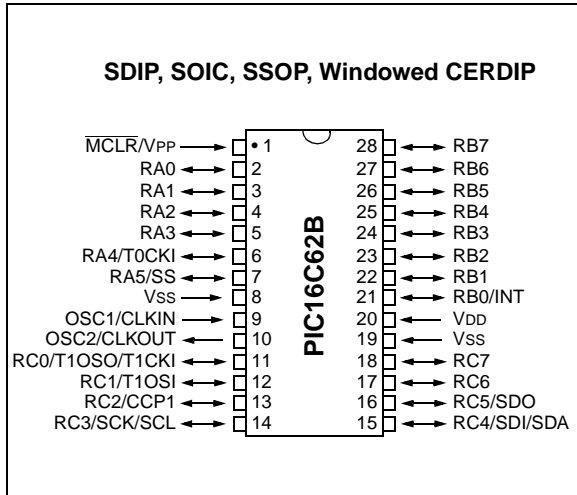 SDIP, SOIC, SSOP, Windowed CERDIP
MCLR/VPP • 1 28 RB7
RA0 2 27 RB6
RA1 3 26 RB5
RA2 4 25 RB4
RA3 5 24 RB3
RA4/T0CKI 6 23 RB2
RA5/SS 7 22 RB1
VSS 8 21 RB0/INT
OSC1/CLKIN 9 20 VDD
OSC2/CLKOUT 10 19 VSS
RC0/T1OSO/T1CKI 11 18 RC7
RC1/T1OSI 12 17 RC6
RC2/CCP1 13 16 RC5/SDO
RC3/SCK/SCL 14 15 RC4/SDI/SDA
PIC16C62B